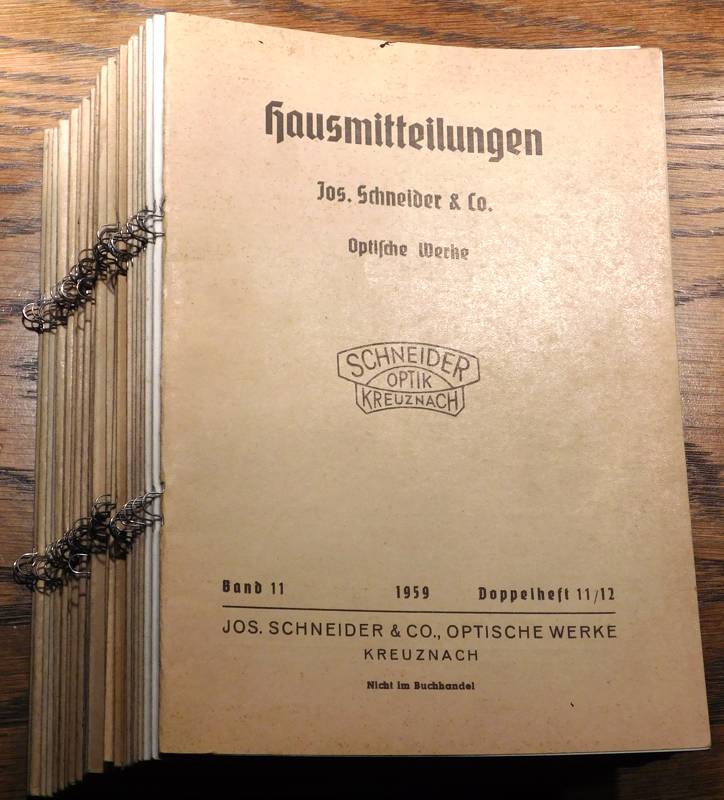 Hausmitteilungen
Jos. Schneider & Co.
Optiſche Werke
SCHNEIDER
OPTIK
KREUZNACH
Band 11 1959 Doppelheft 11/12
JOS. SCHNEIDER & CO., OPTISCHE WERKE
KREUZNACH
Nicht im Buchhandel